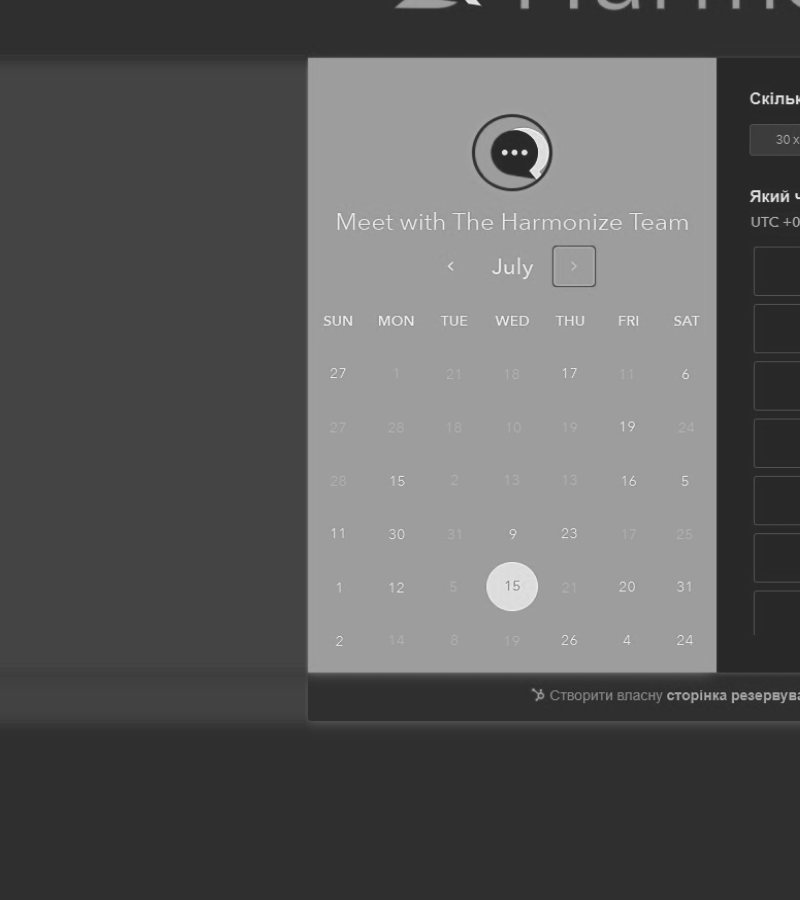 Meet with The Harmonize Team
July
SUN MON TUE WED THU FRI SAT
27 1 21 18 17 11 6
27 28 18 10 19 19 24
28 15 2 13 13 16 5
11 30 31 9 23 17 25
1 12 5 15 21 20 31
2 14 8 19 26 4 24
Створити власну сторінка резервува
Скільк
30 х
Який ч
UTC +0